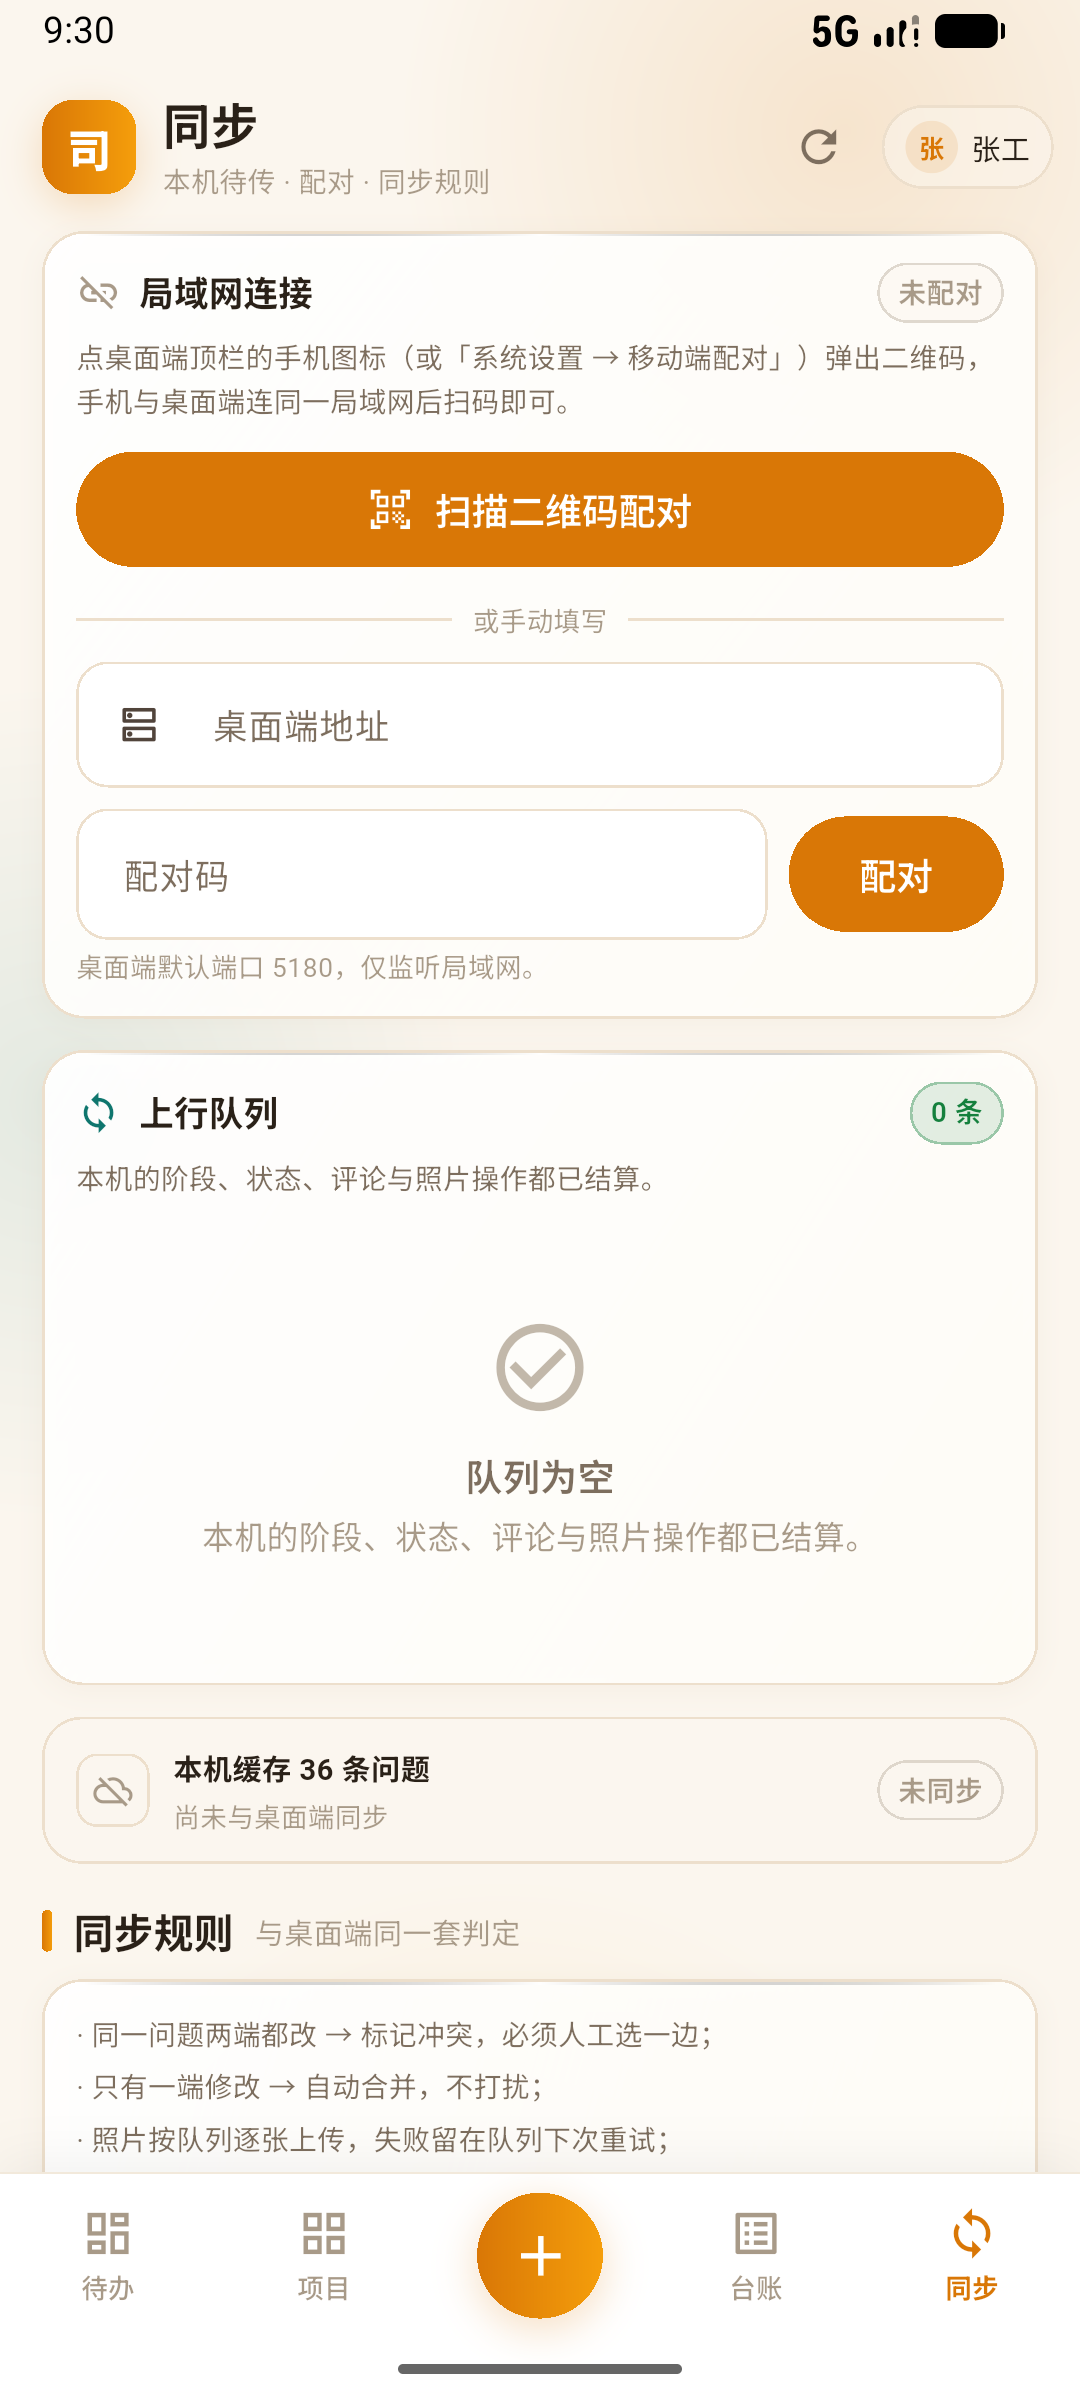 9:30
5G
司
同步
本机待传 · 配对 · 同步规则
张
张工
局域网连接
未配对
点桌面端顶栏的手机图标（或「系统设置 → 移动端配对」）弹出二维码，
手机与桌面端连同一局域网后扫码即可。
扫描二维码配对
或手动填写
桌面端地址
配对码
配对
桌面端默认端口 5180，仅监听局域网。
上行队列
0 条
本机的阶段、状态、评论与照片操作都已结算。
队列为空
本机的阶段、状态、评论与照片操作都已结算。
本机缓存 36 条问题
尚未与桌面端同步
未同步
同步规则
与桌面端同一套判定
· 同一问题两端都改 → 标记冲突，必须人工选一边；
· 只有一端修改 → 自动合并，不打扰；
· 照片按队列逐张上传，失败留在队列下次重试；
待办
项目
台账
同步